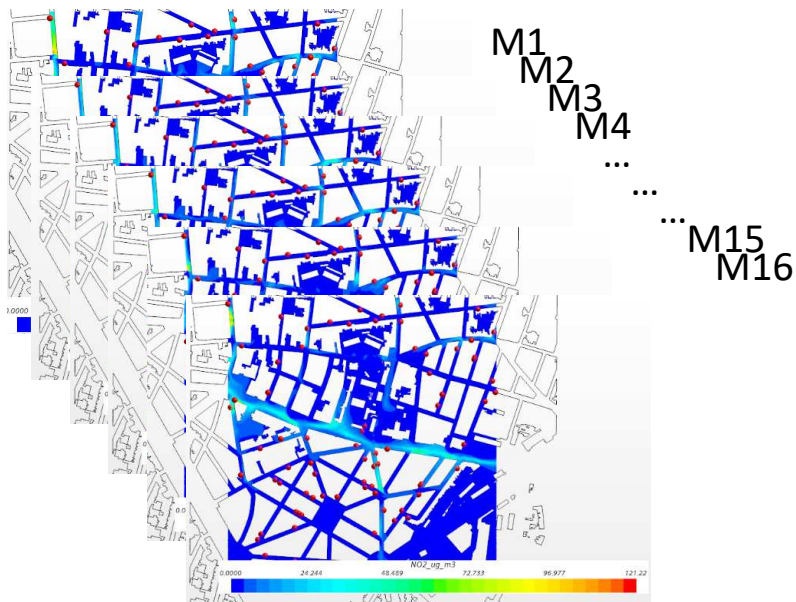 M1
M2
M3
M4
...
...
...
M15
M16
0.0000
NO2_ug_m3
0.0000 24.244 48.489 72.733 96.977 121.22